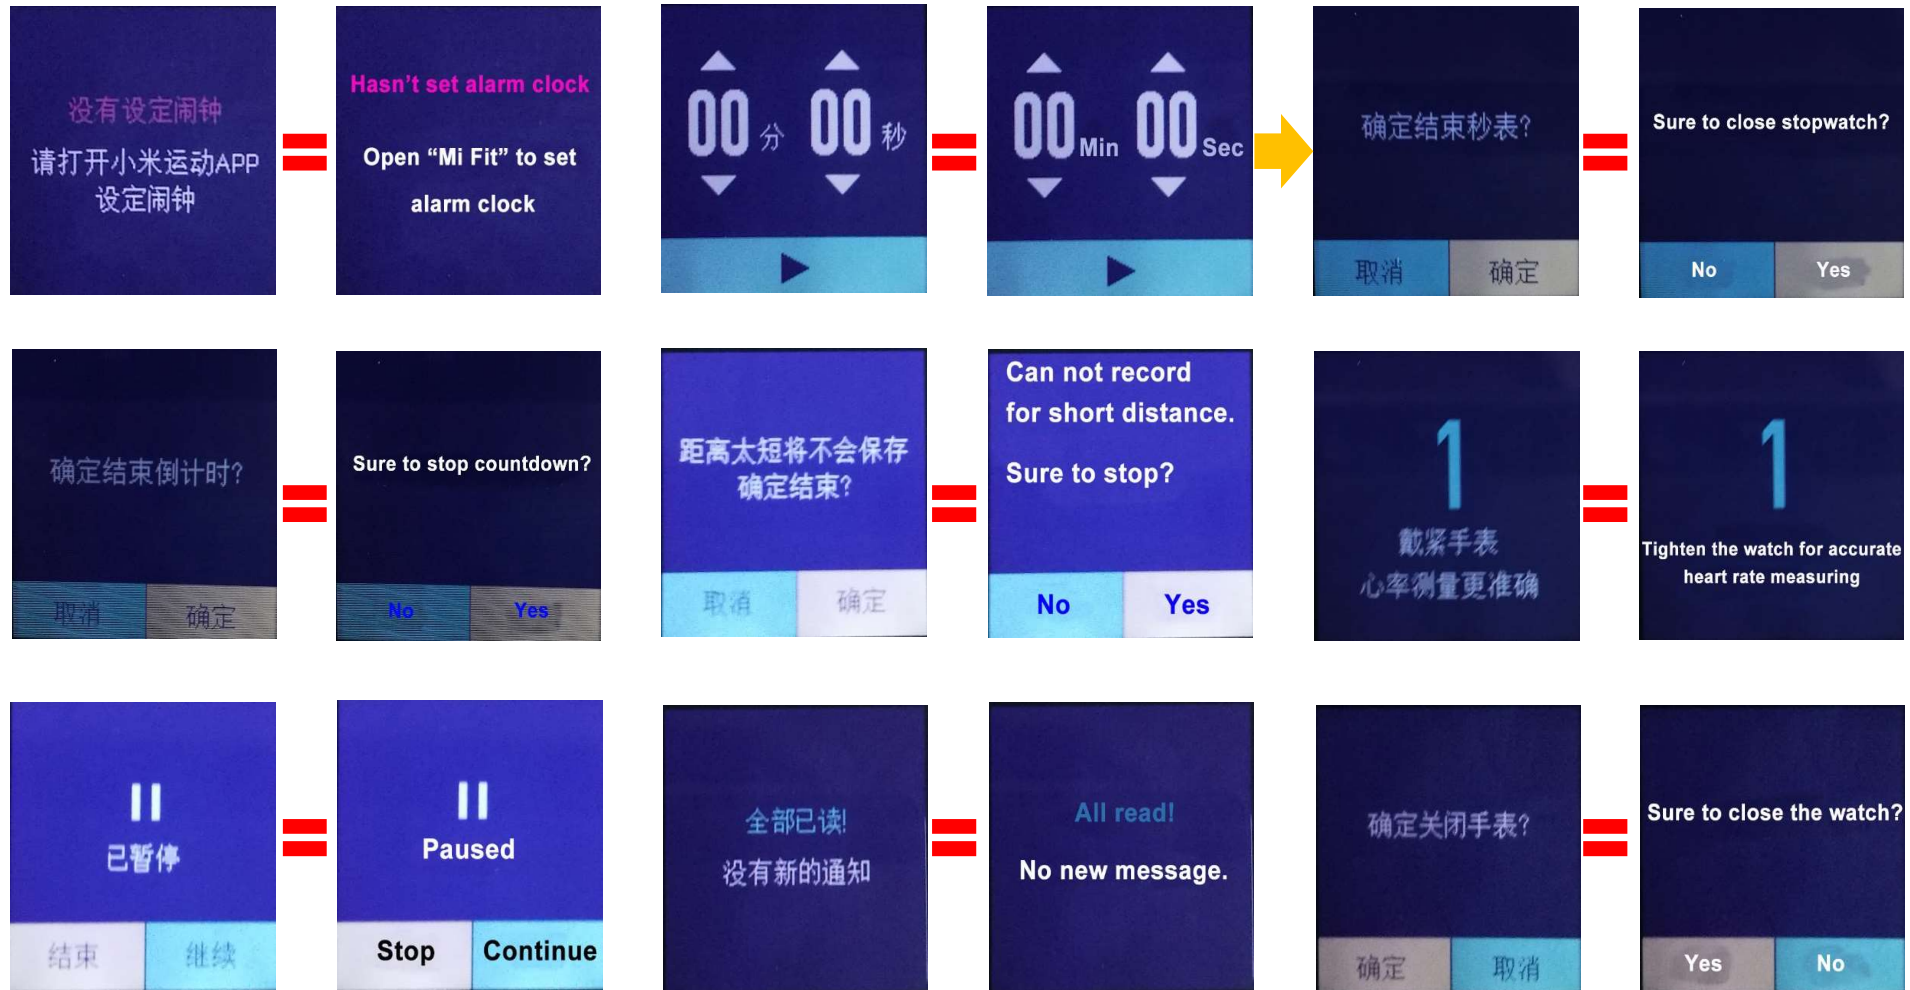 没有设定闹钟
请打开小米运动APP
设定闹钟
Hasn't set alarm clock
Open “Mi Fit” to set
alarm clock
00分 00秒
00 Min 00 Sec
确定结束秒表?
取消 确定
Sure to close stopwatch?
No Yes
确定结束倒计时?
取消 确定
Sure to stop countdown?
No Yes
距离太短将不会保存
确定结束?
取消 确定
Can not record
for short distance.
Sure to stop?
No Yes
1
戴紧手表
心率测量更准确
1
Tighten the watch for accurate
heart rate measuring
已暂停
结束 继续
Paused
Stop Continue
全部已读!
没有新的通知
All read!
No new message.
确定关闭手表?
确定 取消
Sure to close the watch?
Yes No